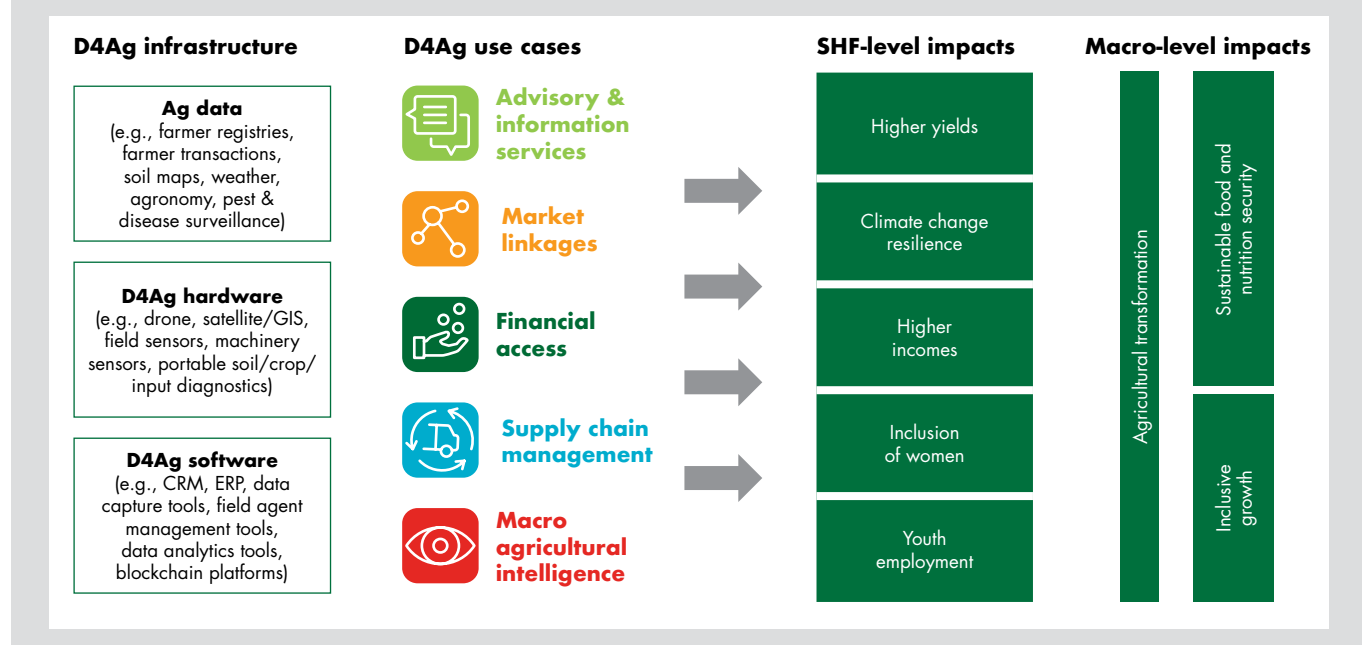 D4Ag infrastructure
Ag data
(e.g., farmer registries,
farmer transactions,
soil maps, weather,
agronomy, pest &
disease surveillance)
D4Ag hardware
(e.g., drone, satellite/GIS,
field sensors, machinery
sensors, portable soil/crop/
input diagnostics)
D4Ag software
(e.g., CRM, ERP, data
capture tools, field agent
management tools,
data analytics tools,
blockchain platforms)
D4Ag use cases
Advisory &
information
services
Market
linkages
Financial
access
Supply chain
management
Macro
agricultural
intelligence
SHF-level impacts
Higher yields
Climate change
resilience
Higher
incomes
Inclusion
of women
Youth
employment
Macro-level impacts
Agricultural transformation
Sustainable food and
nutrition security
Inclusive
growth